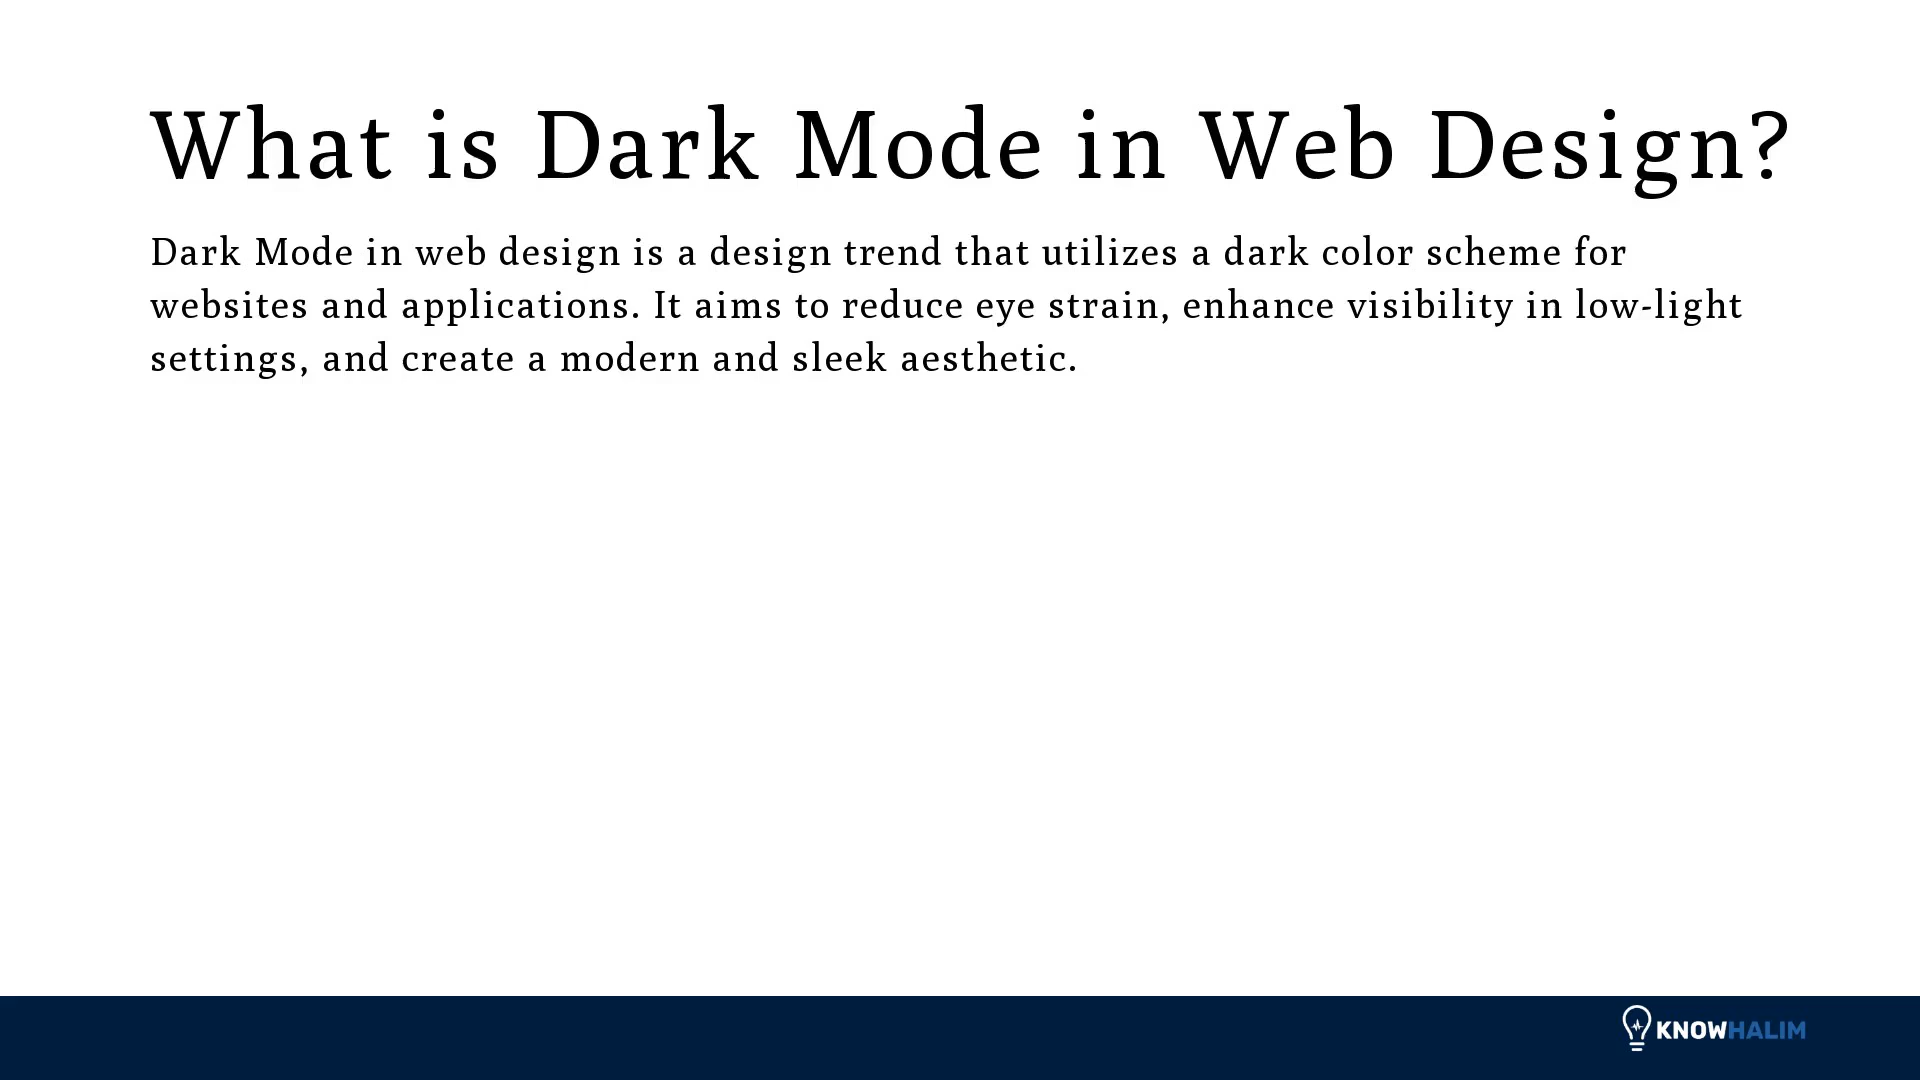 What is Dark Mode in Web Design?
Dark Mode in web design is a design trend that utilizes a dark color scheme for
websites and applications. It aims to reduce eye strain, enhance visibility in low-light
settings, and create a modern and sleek aesthetic.
KNOWHALIM